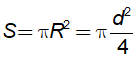 S = πR² = π d²/4